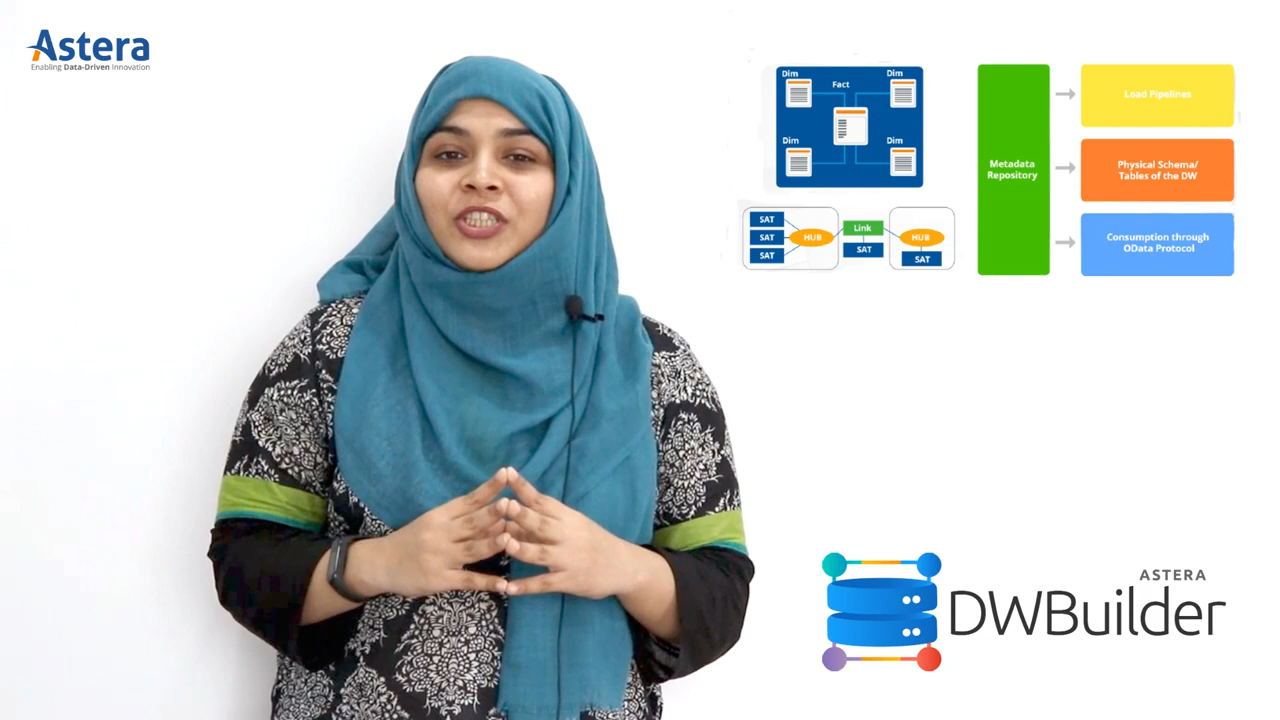 Astera
Enabling Data-Driven Innovation
Dim
Dim
Fact
Dim
Dim
SAT
SAT
SAT
HUB
Link
SAT
HUB
SAT
Metadata
Repository
Load Pipelines
Physical Schema/
Tables of the DW
Consumption through
OData Protocol
ASTERA
DWBuilder